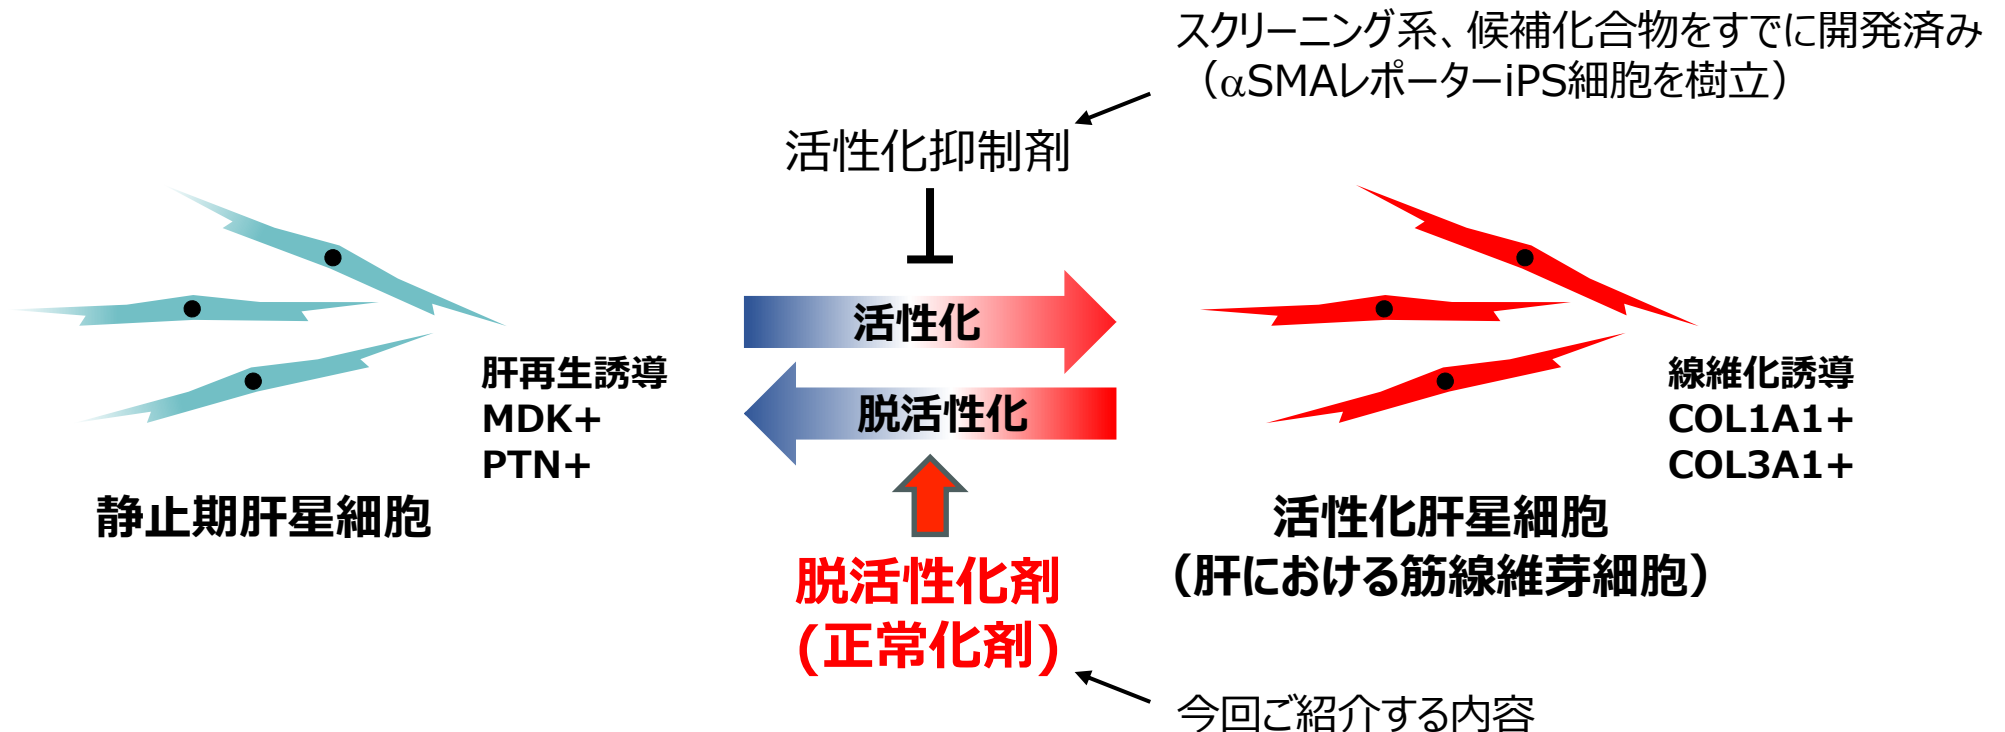 スクリーニング系、候補化合物をすでに開発済み
（αSMAレポーターiPS細胞を樹立）
活性化抑制剤
活性化
脱活性化
肝再生誘導
MDK+
PTN+
静止期肝星細胞
線維化誘導
COL1A1+
COL3A1+
活性化肝星細胞
（肝における筋線維芽細胞）
脱活性化剤
(正常化剤)
今回ご紹介する内容